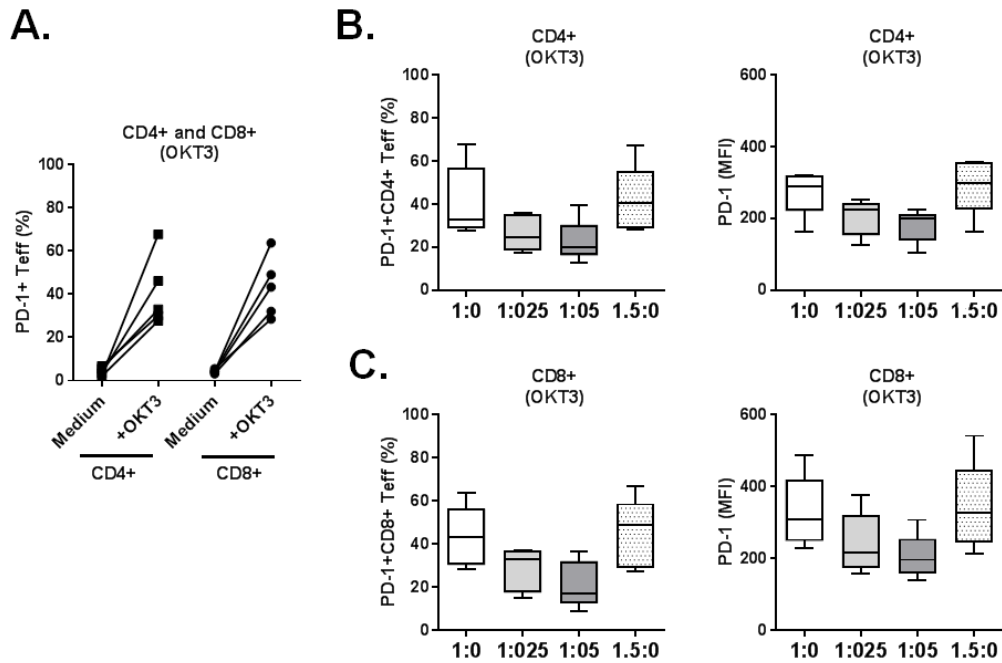 A.
CD4+ and CD8+
(OKT3)
PD-1+ Teff (%)
100
80
60
40
20
0
Medium
+OKT3
Medium
+OKT3
CD4+
CD8+
B.
CD4+
(OKT3)
PD-1+CD4+ Teff (%)
100
80
60
40
20
0
1:0
1:025
1:05
1.5:0
CD4+
(OKT3)
PD-1 (MFI)
600
400
200
0
1:0
1:025
1:05
1.5:0
C.
CD8+
(OKT3)
PD-1+CD8+ Teff (%)
100
80
60
40
20
0
1:0
1:025
1:05
1.5:0
CD8+
(OKT3)
PD-1 (MFI)
600
400
200
0
1:0
1:025
1:05
1.5:0